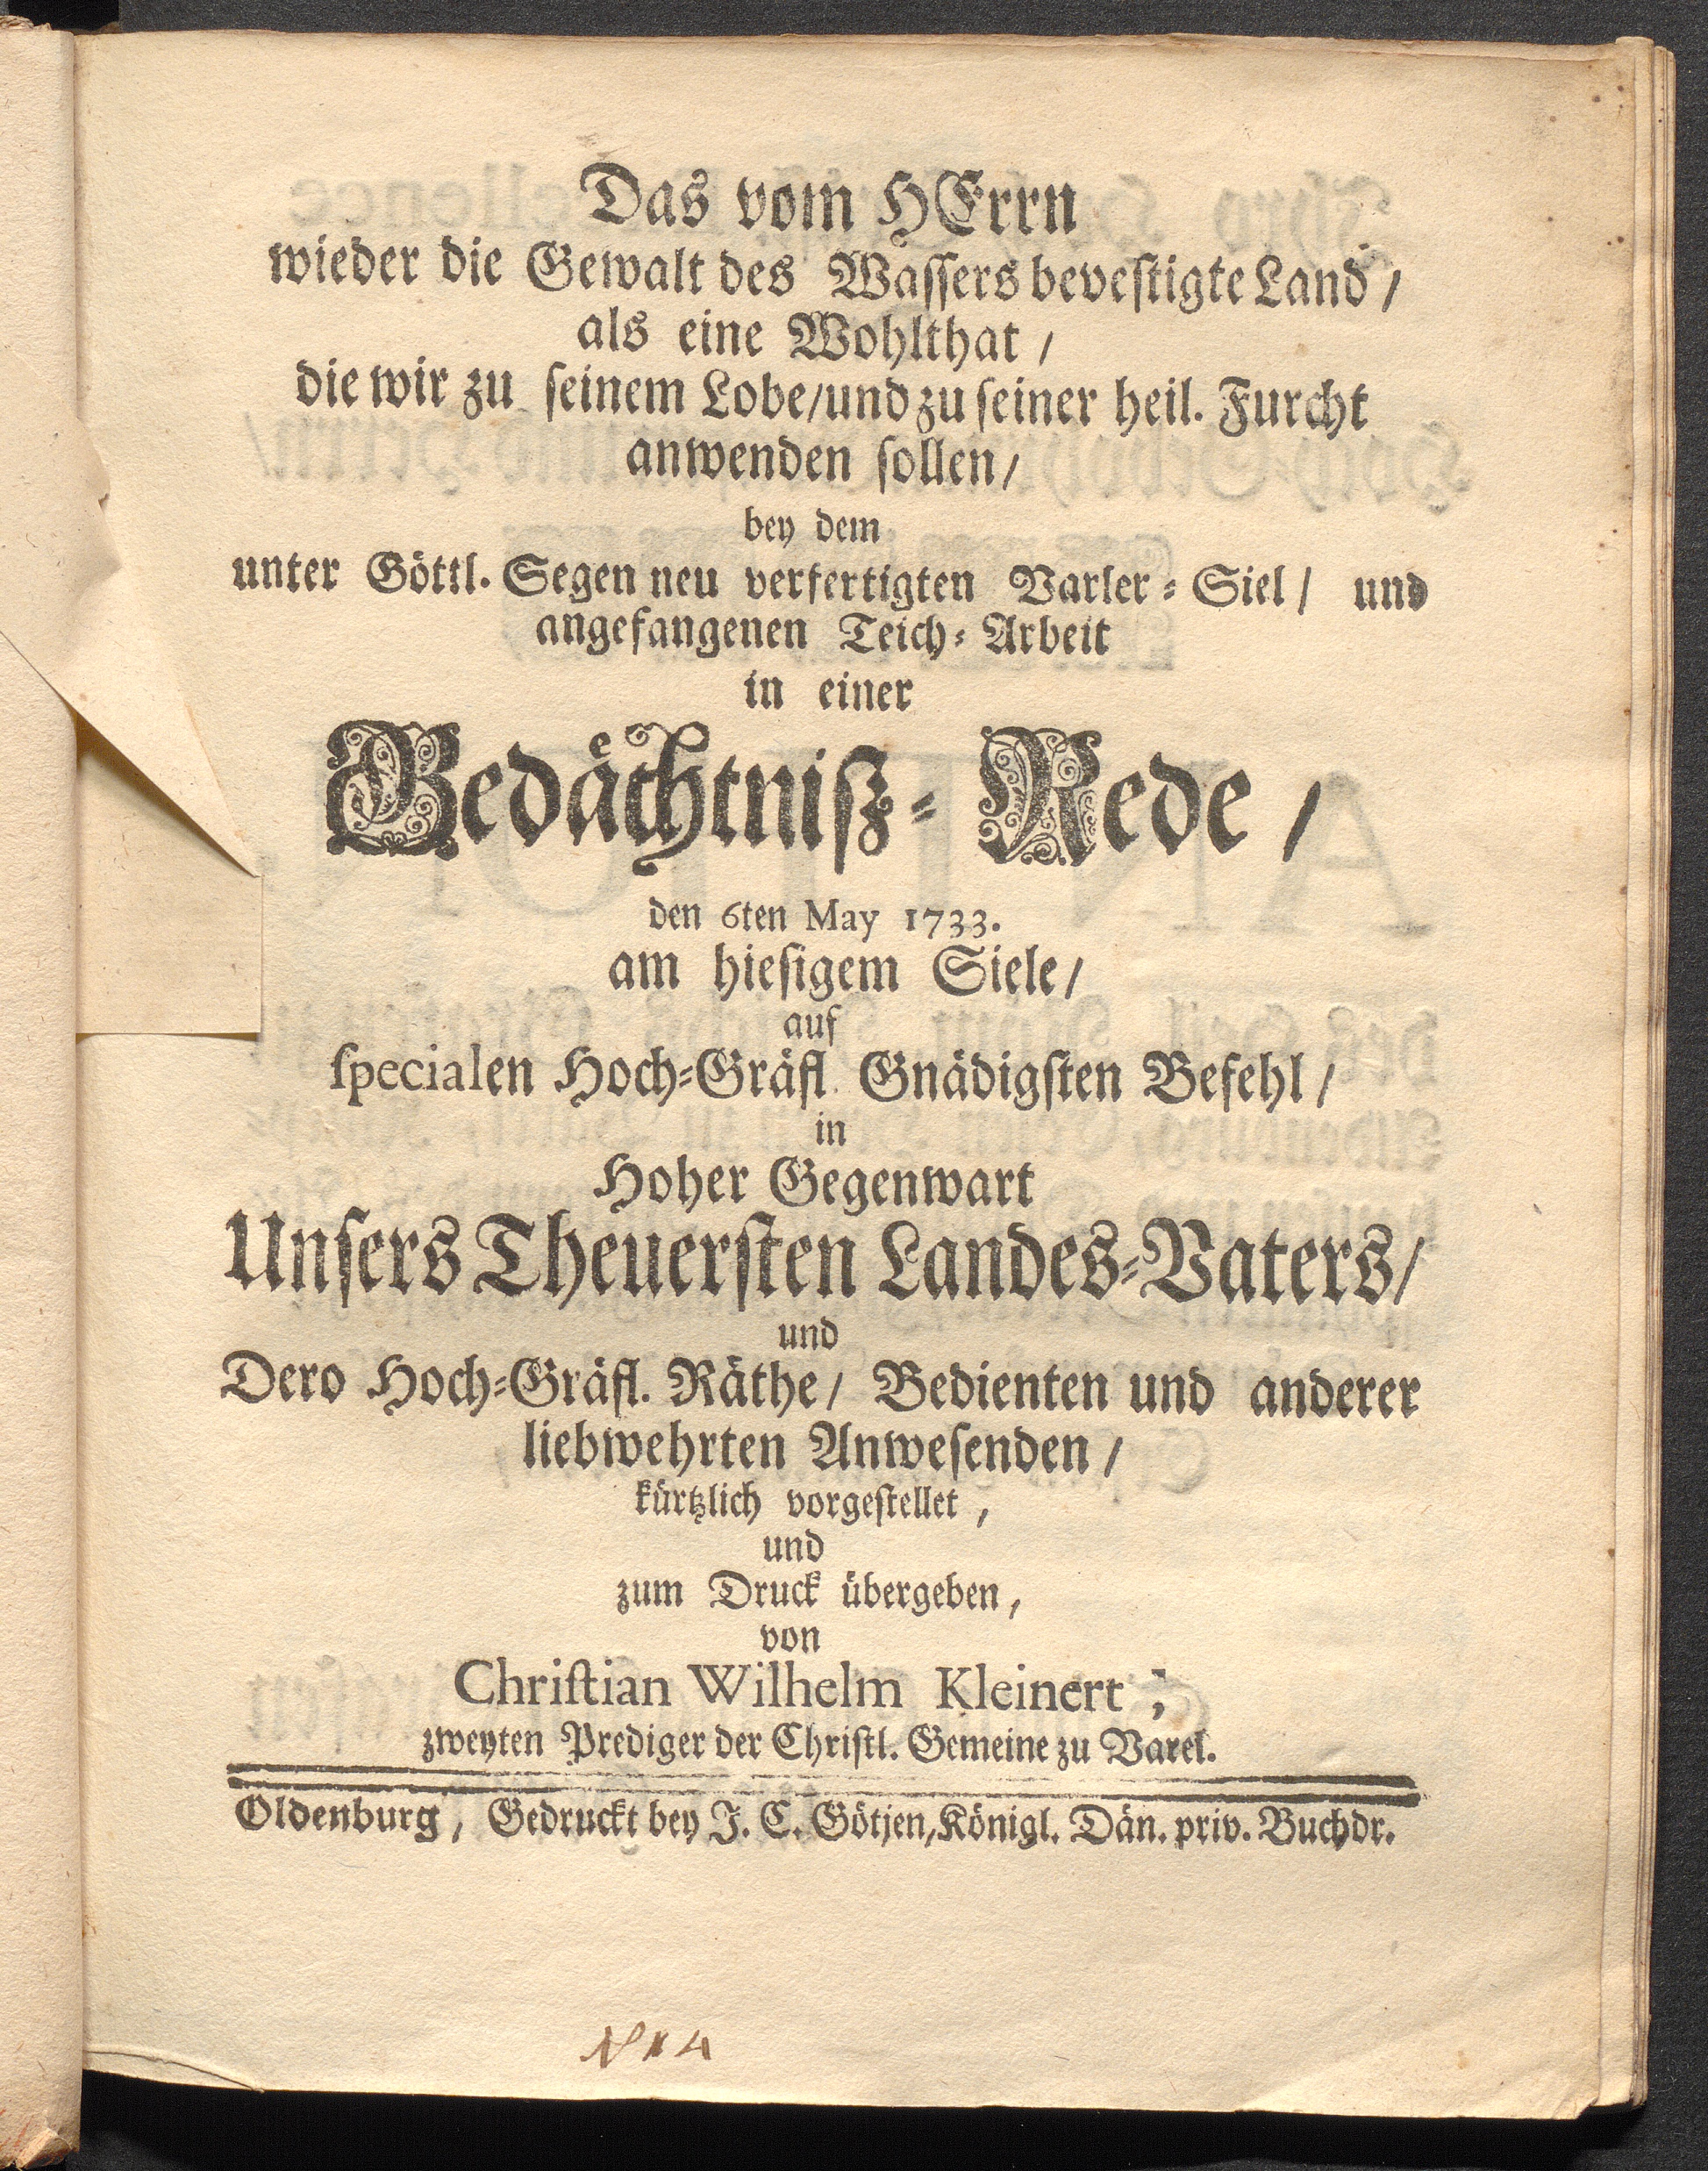 Das vom HErrn
wieder die Gewalt des Wassers bevestigte Land /
als eine Wohlthat /
die wir zu seinem Lobe/und zu seiner heil. Furcht
anwenden sollen/
bey dem
unter Göttl. Segen neu verfertigten Varler-Siel / und
angefangenen Teich-Arbeit
in einer
Gedächtniß-Rede /
den 6ten May 1733.
am hiesigem Siele/
auf
specialen Hoch-Gräfl. Gnädigsten Befehl /
in
Hoher Gegenwart
Unsers Theuersten Landes-Vaters/
und
Dero Hoch-Gräfl. Räthe/ Bedienten und anderer
liebwehrten Anwesenden /
kürtzlich vorgestellet,
und
zum Druck übergeben,
von
Christian Wilhelm Kleinert,
zweyten Prediger der Christl. Gemeine zu Varel.
Oldenburg, Gedruckt bey J. C. Götjen, Königl. Dän. priv. Buchdr.